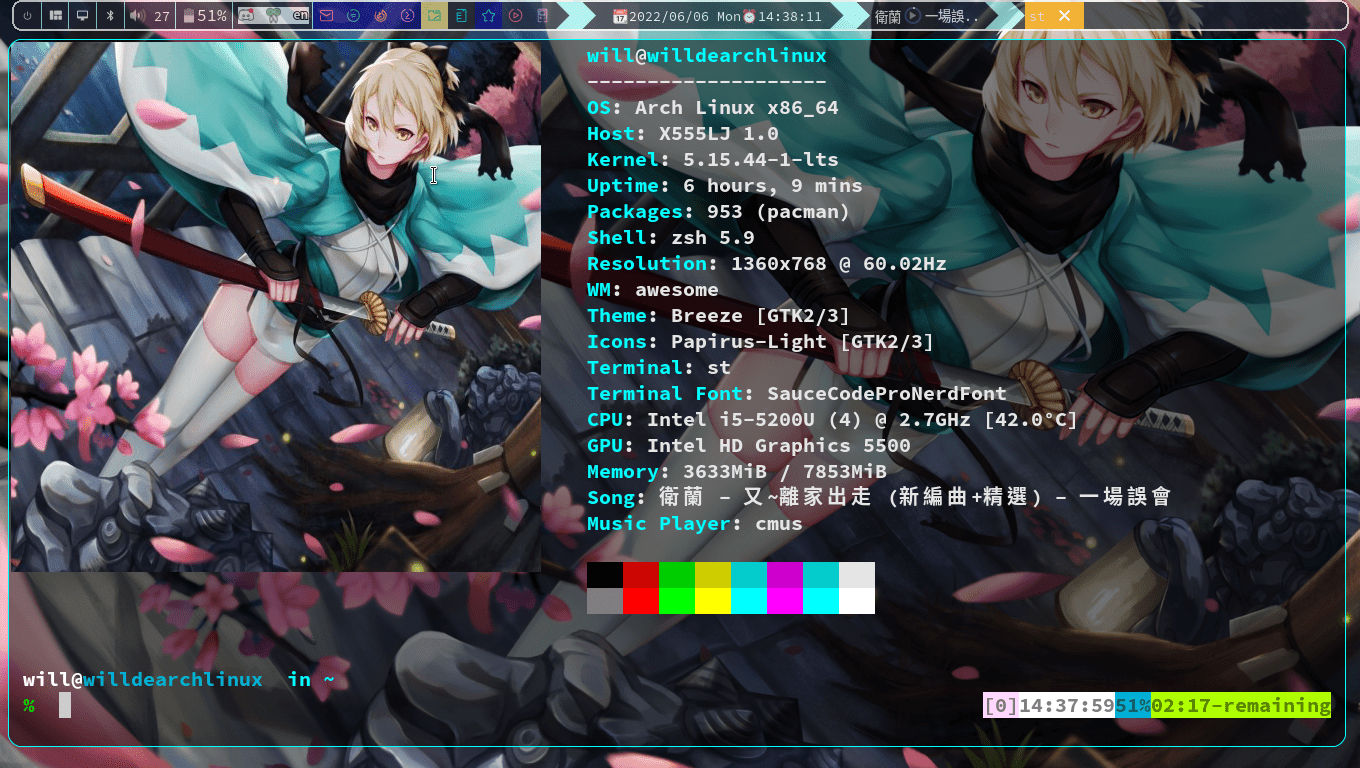 27 51% en 📅2022/06/06 Mon⏰14:38:11 衛蘭 一場誤.. st
will@willdearchlinux
--------------------
OS: Arch Linux x86_64
Host: X555LJ 1.0
Kernel: 5.15.44-1-lts
Uptime: 6 hours, 9 mins
Packages: 953 (pacman)
Shell: zsh 5.9
Resolution: 1360x768 @ 60.02Hz
WM: awesome
Theme: Breeze [GTK2/3]
Icons: Papirus-Light [GTK2/3]
Terminal: st
Terminal Font: SauceCodeProNerdFont
CPU: Intel i5-5200U (4) @ 2.7GHz [42.0°C]
GPU: Intel HD Graphics 5500
Memory: 3633MiB / 7853MiB
Song: 衛蘭 - 又~離家出走 (新編曲+精選) - 一場誤會
Music Player: cmus
will@willdearchlinux in ~
%
[0]14:37:5951%02:17-remaining